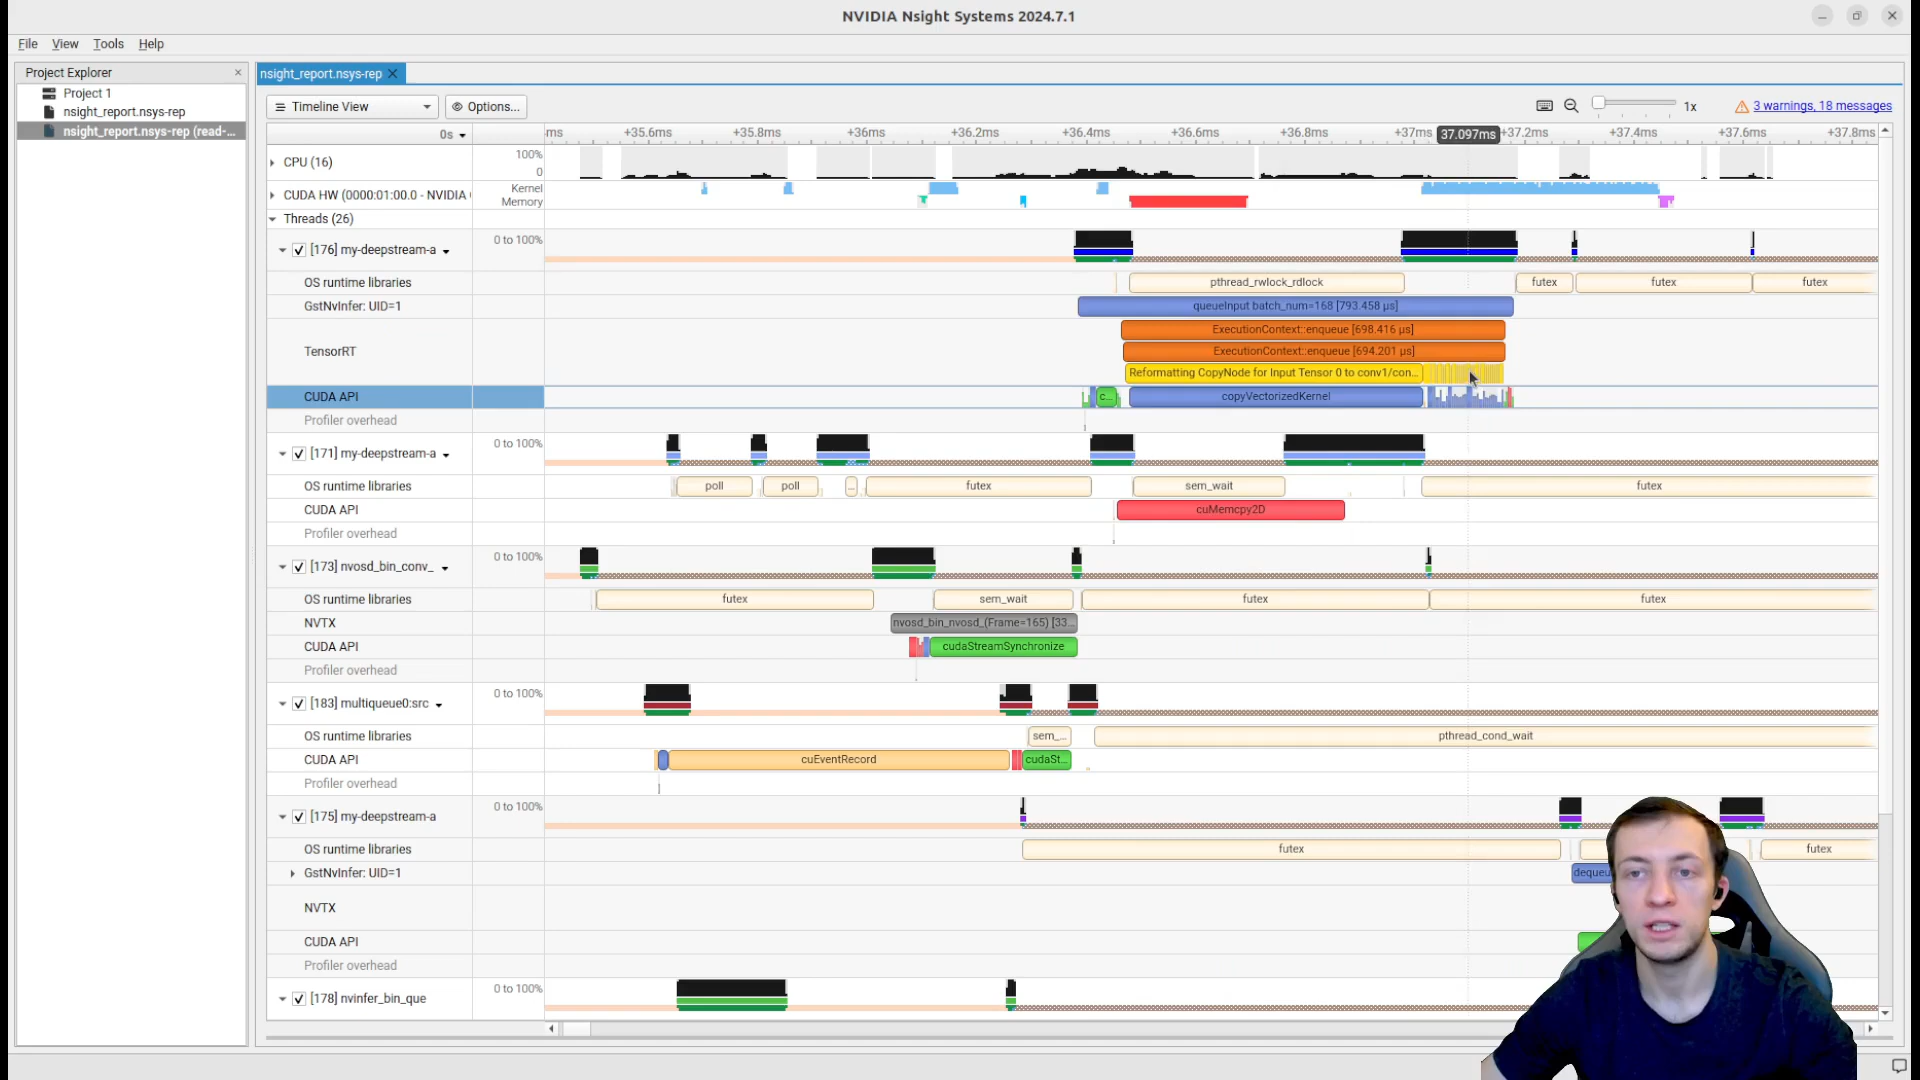 NVIDIA Nsight Systems 2024.7.1
File View Tools Help
Project Explorer
Project 1
nsight_report.nsys-rep
nsight_report.nsys-rep (read-...
nsight_report.nsys-rep
Timeline View
Options...
1x
3 warnings, 18 messages
0s
ms +35.6ms +35.8ms +36ms +36.2ms +36.4ms +36.6ms +36.8ms +37ms 37.097ms +37.2ms +37.4ms +37.6ms +37.8ms
CPU (16)
100%
0
CUDA HW (0000:01:00.0 - NVIDIA
Kernel
Memory
Threads (26)
[176] my-deepstream-a
0 to 100%
OS runtime libraries
pthread_rwlock_rdlock
futex
futex
futex
GstNvInfer: UID=1
queueInput batch_num=168 [793.458 µs]
TensorRT
ExecutionContext::enqueue [698.416 µs]
ExecutionContext::enqueue [694.201 µs]
Reformatting CopyNode for Input Tensor 0 to conv1/con...
CUDA API
c...
copyVectorizedKernel
Profiler overhead
[171] my-deepstream-a
0 to 100%
OS runtime libraries
poll
poll
...
futex
sem_wait
futex
CUDA API
cuMemcpy2D
Profiler overhead
[173] nvosd_bin_conv_
0 to 100%
OS runtime libraries
futex
sem_wait
futex
futex
NVTX
nvosd_bin_nvosd_(Frame=165) [33...
CUDA API
cudaStreamSynchronize
Profiler overhead
[183] multiqueue0:src
0 to 100%
OS runtime libraries
sem_...
pthread_cond_wait
CUDA API
cuEventRecord
cudaSt...
Profiler overhead
[175] my-deepstream-a
0 to 100%
OS runtime libraries
futex
futex
GstNvInfer: UID=1
dequeu
NVTX
CUDA API
Profiler overhead
[178] nvinfer_bin_que
0 to 100%